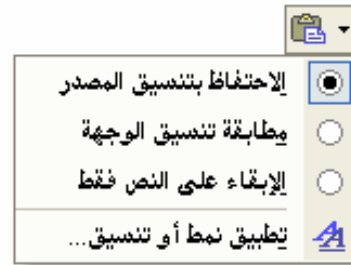 الاحتفاظ بتنسيق المصدر
مطابقة تنسيق الوجهة
الإبقاء على النص فقط
تطبيق نمط أو تنسيق...